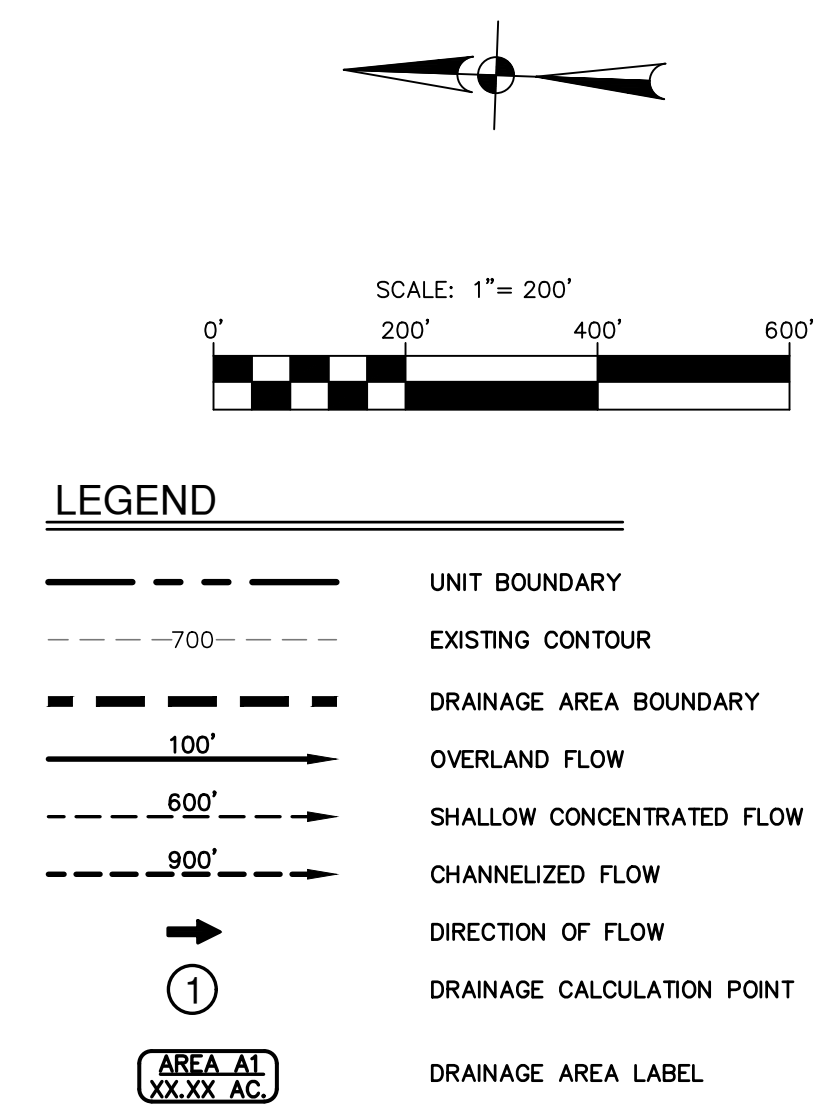 SCALE: 1"= 200'
0' 200' 400' 600'
LEGEND
UNIT BOUNDARY
700 EXISTING CONTOUR
DRAINAGE AREA BOUNDARY
100' OVERLAND FLOW
600' SHALLOW CONCENTRATED FLOW
900' CHANNELIZED FLOW
DIRECTION OF FLOW
1 DRAINAGE CALCULATION POINT
AREA A1
XX.XX AC.
DRAINAGE AREA LABEL